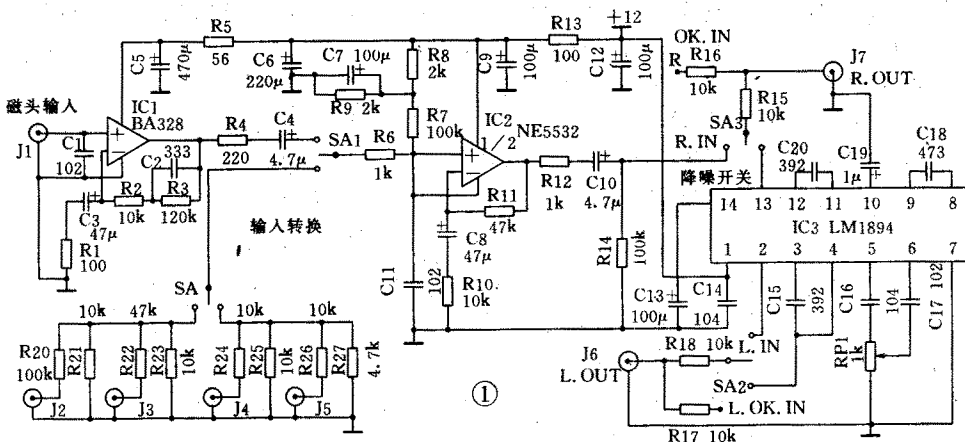 +12
R5
56
C5
470μ
C6
220μ
C7
100μ
R9 2k
R8
2k
C9
100μ
R13
100
C12
100μ
OK. IN
R
R16
10k
R15
10k
J7
R. OUT
磁头输入
J1
C1
102
IC1
BA328
C2
333
R2
10k
R3
120k
C3
47μ
R1
100
R4
220
C4
4.7μ
SA1
R6
1k
R7
100k
IC2
NE5532
1
2
R11
47k
C8
47μ
R10
10k
C11
102
R12
1k
C10
4.7μ
R14
100k
R. IN
SA3
降噪开关
C20
392
C19
1μ
C18
473
14
13
12
11
10
9
8
IC3 LM1894
1
2
3
4
5
6
7
C13
100μ
C14
104
C15
392
C16
104
C17
102
RP1
1k
输入转换
SA
10k
47k
10k
10k
R20
100k
R21
R22
R23
10k
R24
R25
10k
R26
R27
4.7k
J2
J3
J4
J5
①
J6
L. OUT
R18 10k
L. IN
SA2
L. OK. IN
R17 10k